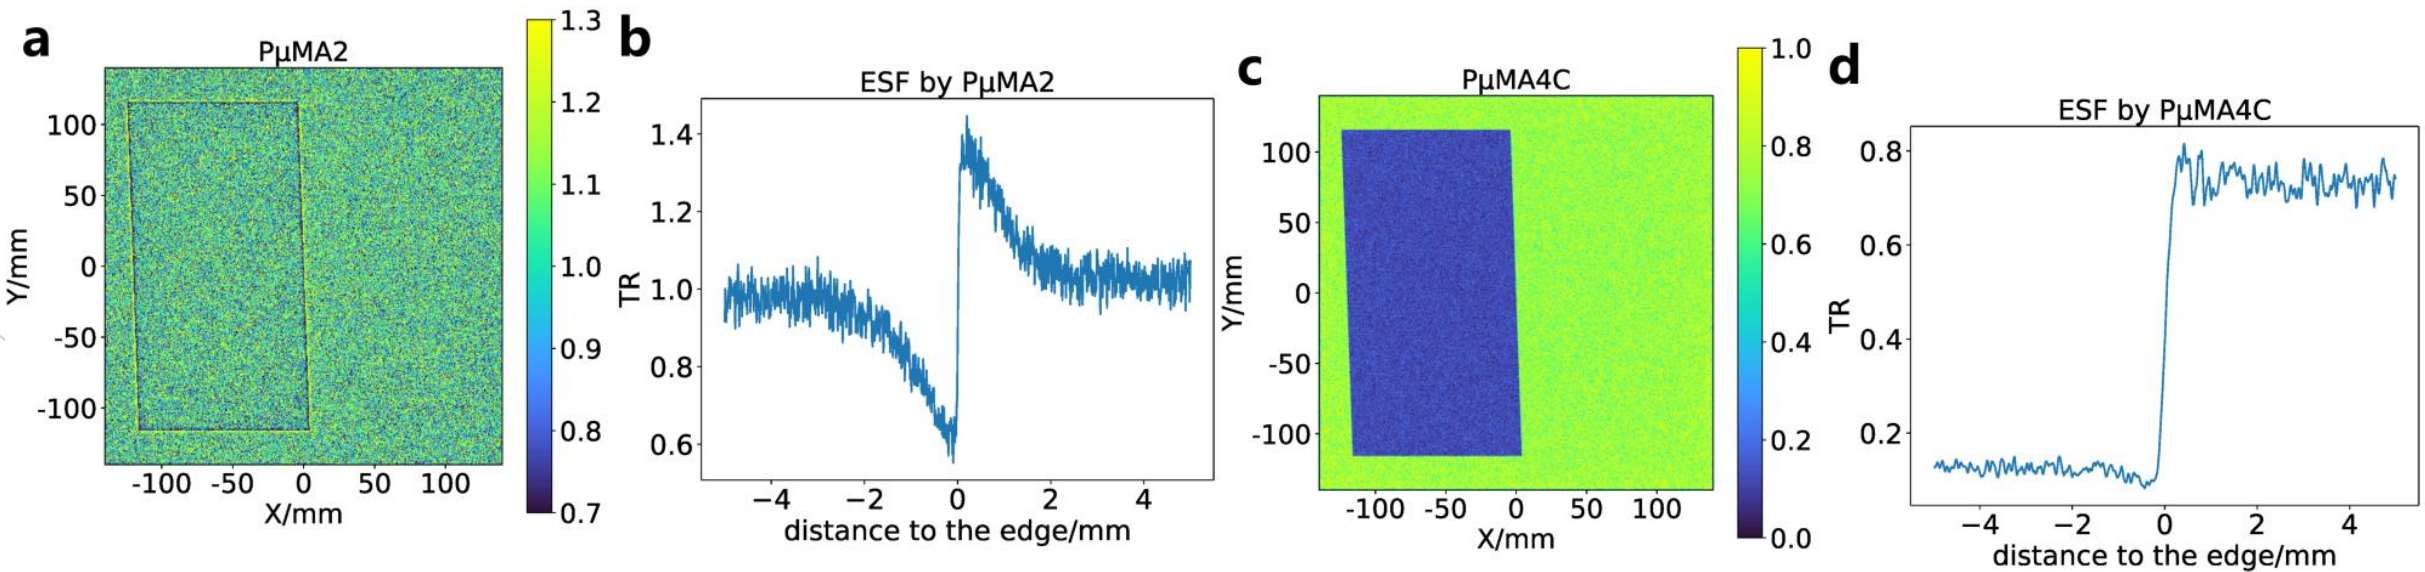 a
PμMA2
100
50
0
-50
-100
Y/mm
-100 -50 0 50 100
X/mm
1.3
1.2
1.1
1.0
0.9
0.8
0.7
b
ESF by PμMA2
1.4
1.2
1.0
0.8
0.6
TR
−4 −2 0 2 4
distance to the edge/mm
c
PμMA4C
100
50
0
-50
-100
Y/mm
-100 -50 0 50 100
X/mm
1.0
0.8
0.6
0.4
0.2
0.0
d
ESF by PμMA4C
0.8
0.6
0.4
0.2
TR
−4 −2 0 2 4
distance to the edge/mm